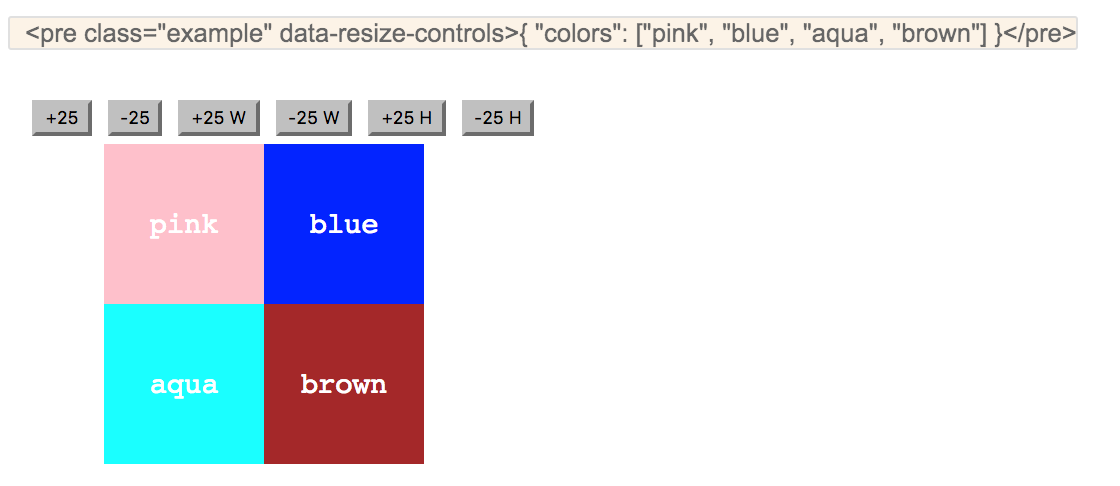 <pre class="example" data-resize-controls>{ "colors": ["pink", "blue", "aqua", "brown"] }</pre>
+25 -25 +25 W -25 W +25 H -25 H
pink blue
aqua brown